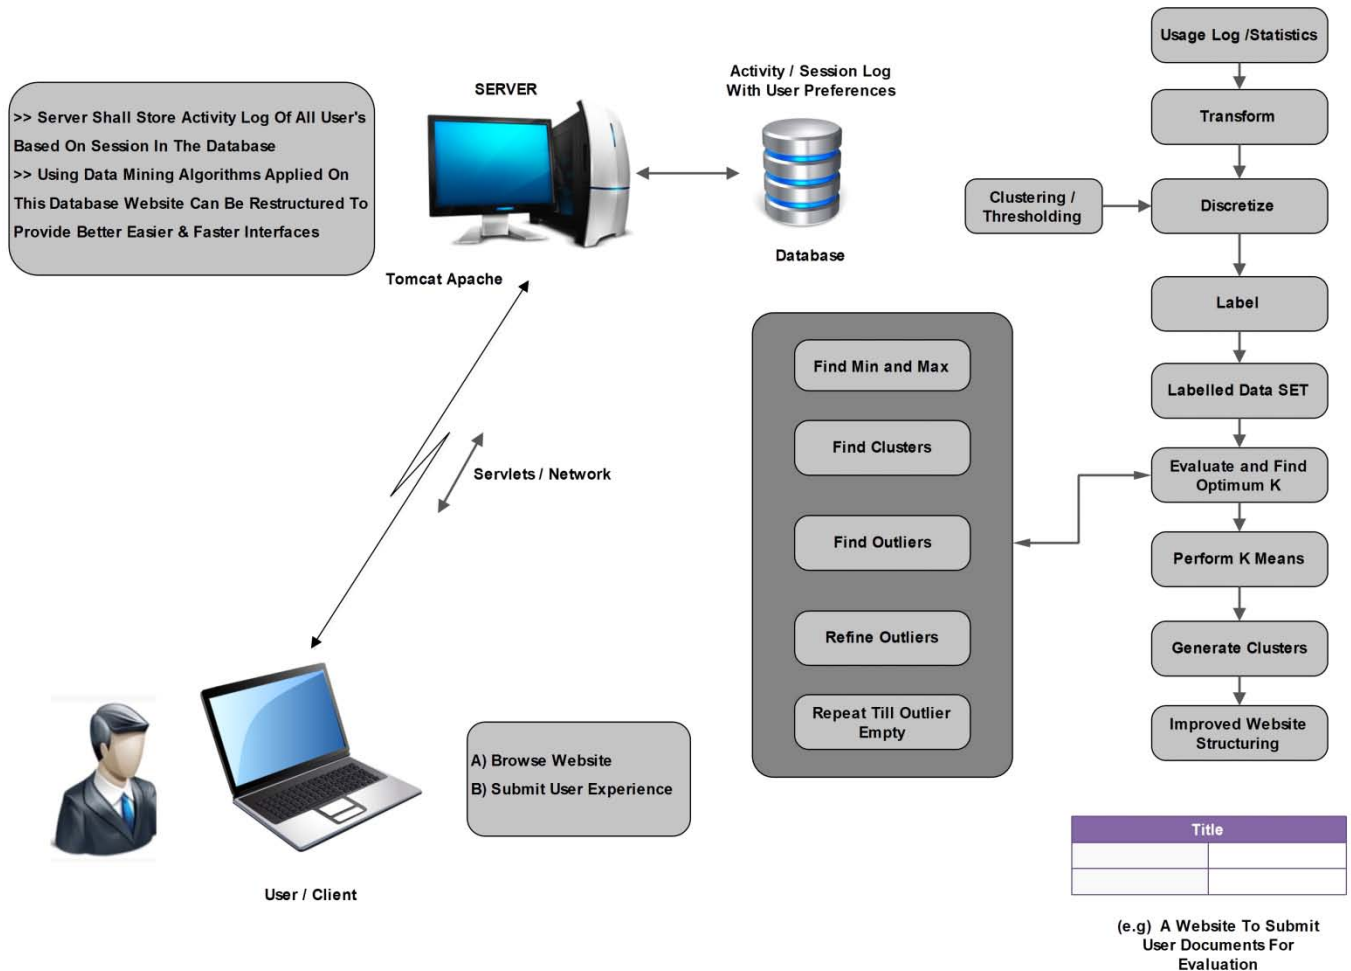 >> Server Shall Store Activity Log Of All User's
Based On Session In The Database
>> Using Data Mining Algorithms Applied On
This Database Website Can Be Restructured To
Provide Better Easier & Faster Interfaces
SERVER
Tomcat Apache
Activity / Session Log
With User Preferences
Database
Servlets / Network
A) Browse Website
B) Submit User Experience
User / Client
Find Min and Max
Find Clusters
Find Outliers
Refine Outliers
Repeat Till Outlier
Empty
Usage Log /Statistics
Transform
Clustering /
Thresholding
Discretize
Label
Labelled Data SET
Evaluate and Find
Optimum K
Perform K Means
Generate Clusters
Improved Website
Structuring
Title
(e.g) A Website To Submit
User Documents For
Evaluation